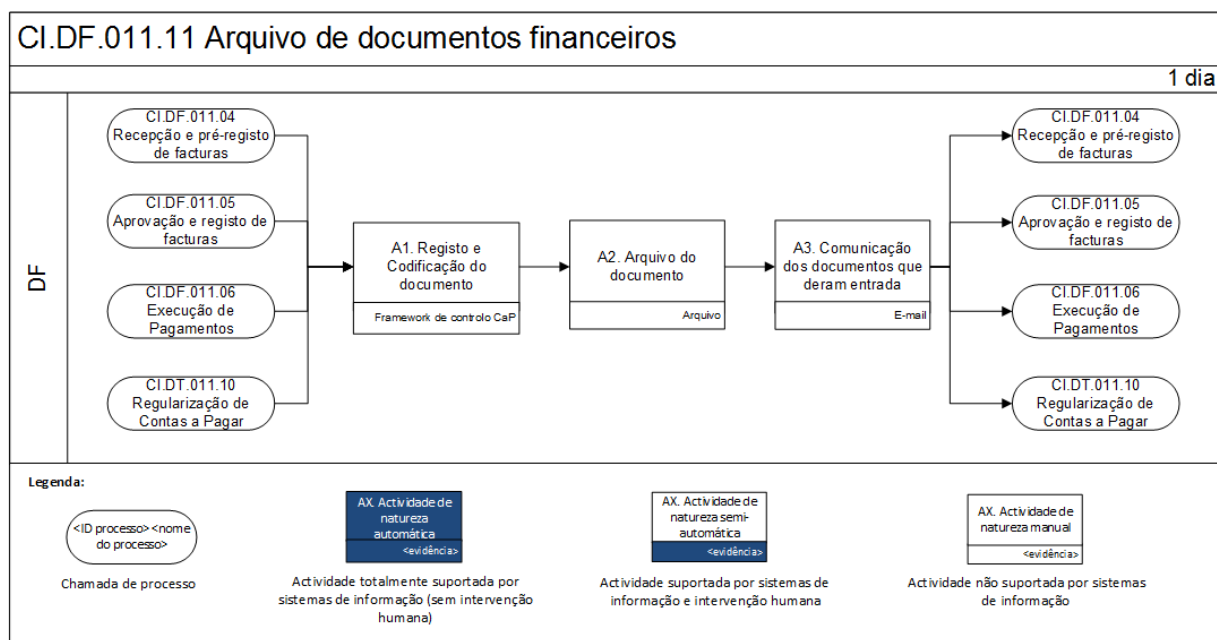 CI.DF.011.11 Arquivo de documentos financeiros
1 dia
DF
CI.DF.011.04
Recepção e pré-registo
de facturas
CI.DF.011.05
Aprovação e registo de
facturas
CI.DF.011.06
Execução de
Pagamentos
CI.DT.011.10
Regularização de
Contas a Pagar
A1. Registo e
Codificação do
documento
Framework de controlo CaP
A2. Arquivo do
documento
Arquivo
A3. Comunicação
dos documentos que
deram entrada
E-mail
CI.DF.011.04
Recepção e pré-registo
de facturas
CI.DF.011.05
Aprovação e registo de
facturas
CI.DF.011.06
Execução de
Pagamentos
CI.DT.011.10
Regularização de
Contas a Pagar
Legenda:
<ID processo><nome
do processo>
Chamada de processo
AX. Actividade de
natureza
automática
<evidência>
Actividade totalmente suportada por
sistemas de informação (sem intervenção
humana)
AX. Actividade de
natureza semi-
automática
<evidência>
Actividade suportada por sistemas de
informação e intervenção humana
AX. Actividade de
natureza manual
<evidência>
Actividade não suportada por sistemas
de informação